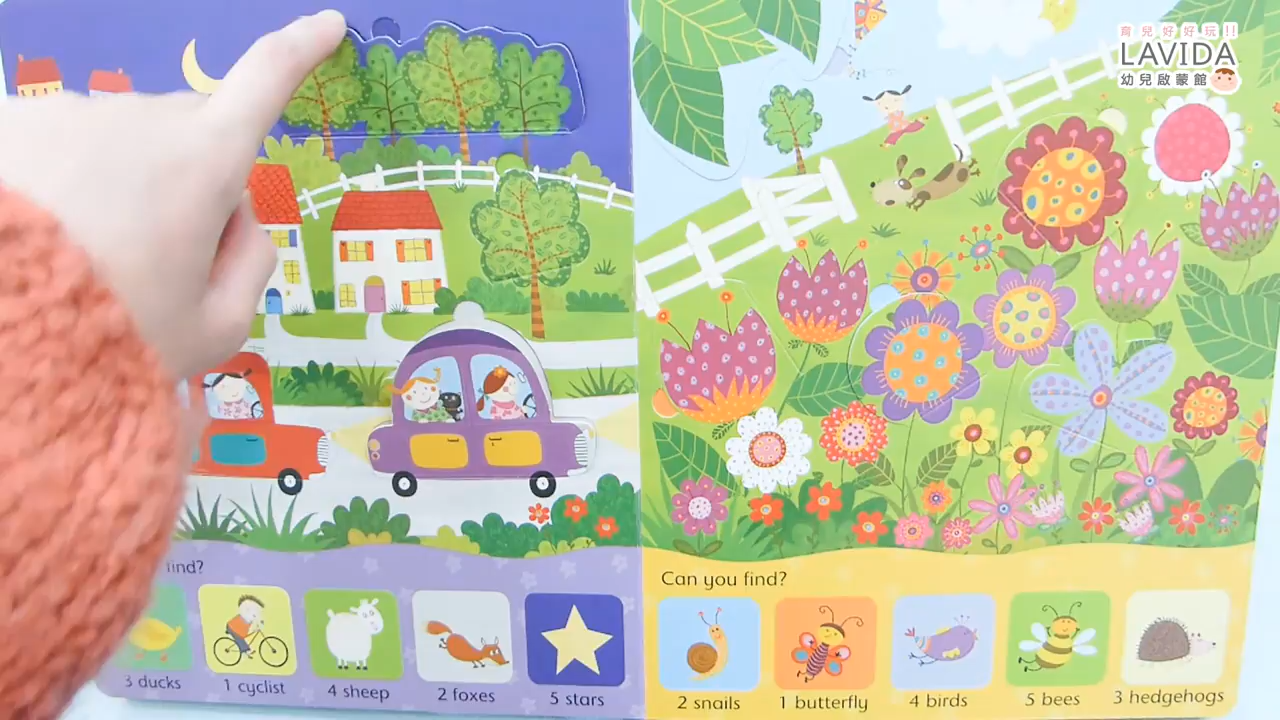 育兒好好玩!!
LAVIDA
幼兒啟蒙館
find?
3 ducks
1 cyclist
4 sheep
2 foxes
5 stars
Can you find?
2 snails
1 butterfly
4 birds
5 bees
3 hedgehogs